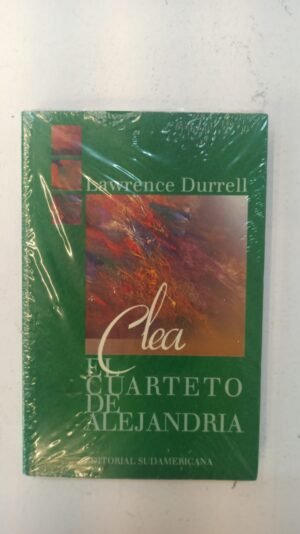 Lawrence Durrell
Clea
EL
CUARTETO
DE
ALEJANDRIA
EDITORIAL SUDAMERICANA